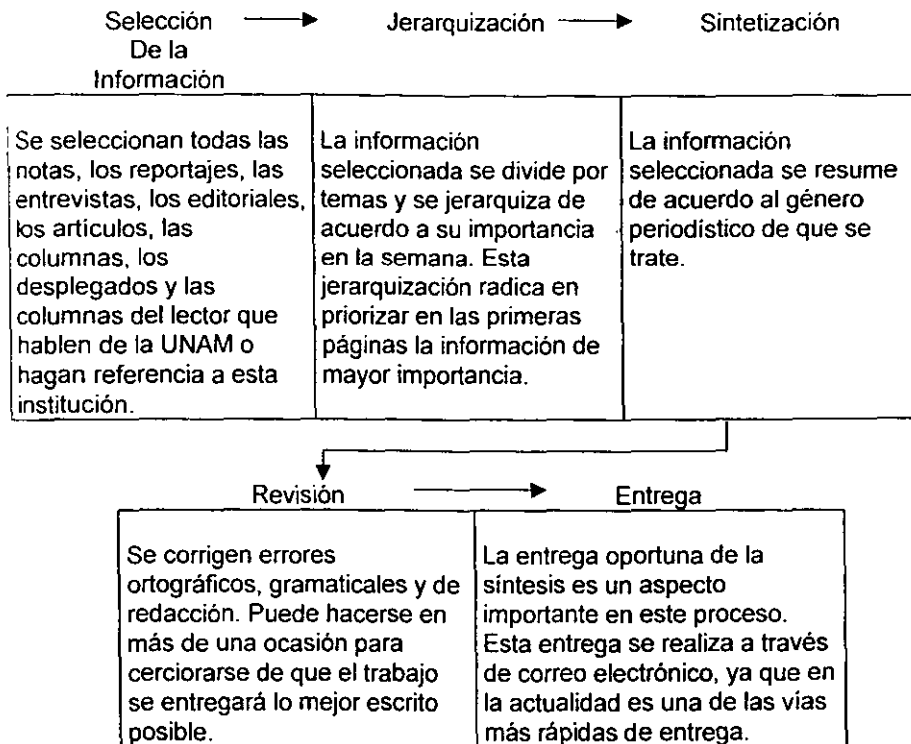 Selección Jerarquización Sintetización
De la
Información
Se seleccionan todas las
notas, los reportajes, las
entrevistas, los editoriales,
los artículos, las
columnas, los
desplegados y las
columnas del lector que
hablen de la UNAM o
hagan referencia a esta
institución.
La información
seleccionada se divide por
temas y se jerarquiza de
acuerdo a su importancia
en la semana. Esta
jerarquización radica en
priorizar en las primeras
páginas la información de
mayor importancia.
La información
seleccionada se resume
de acuerdo al género
periodístico de que se
trate.
Revisión Entrega
Se corrigen errores
ortográficos, gramaticales y de
redacción. Puede hacerse en
más de una ocasión para
cerciorarse de que el trabajo
se entregará lo mejor escrito
posible.
La entrega oportuna de la
síntesis es un aspecto
importante en este proceso.
Esta entrega se realiza a través
de correo electrónico, ya que en
la actualidad es una de las vías
más rápidas de entrega.